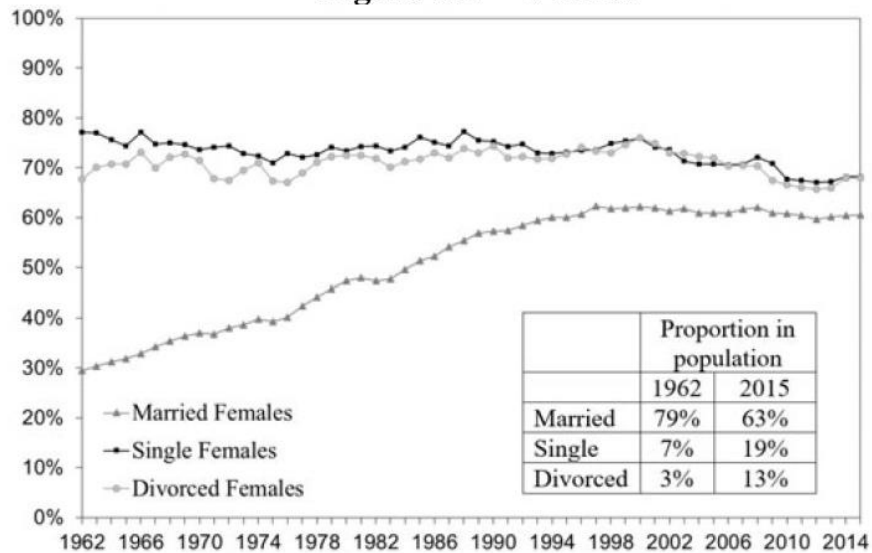 100%
90%
80%
70%
60%
50%
40%
30%
20%
10%
0%
Married Females
Single Females
Divorced Females
Proportion in
population
1962 2015
Married 79% 63%
Single 7% 19%
Divorced 3% 13%
1962 1966 1970 1974 1978 1982 1986 1990 1994 1998 2002 2006 2010 2014